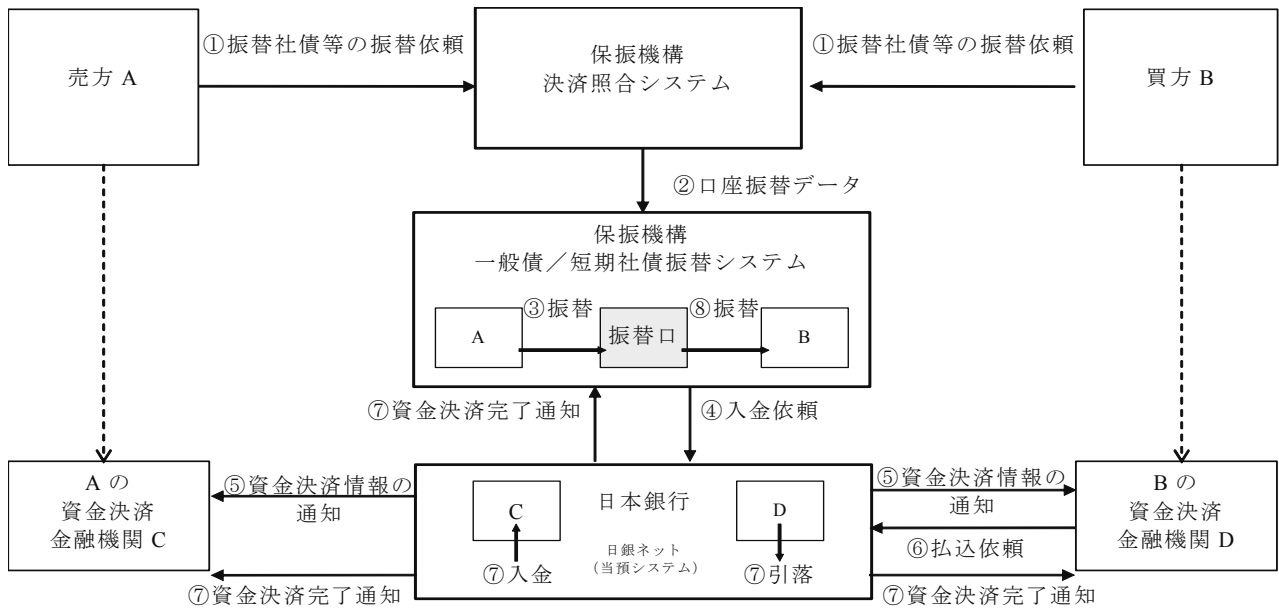 ①振替社債等の振替依頼
①振替社債等の振替依頼
売方 A
保振機構
決済照合システム
買方 B
②口座振替データ
保振機構
一般債／短期社債振替システム
③振替
⑧振替
A
振替口
B
⑦資金決済完了通知
④入金依頼
A の
資金決済
金融機関 C
⑤資金決済情報の
通知
C
日本銀行
D
日銀ネット
(当預システム)
⑦入金
⑦引落
⑤資金決済情報の
通知
⑥払込依頼
B の
資金決済
金融機関 D
⑦資金決済完了通知
⑦資金決済完了通知